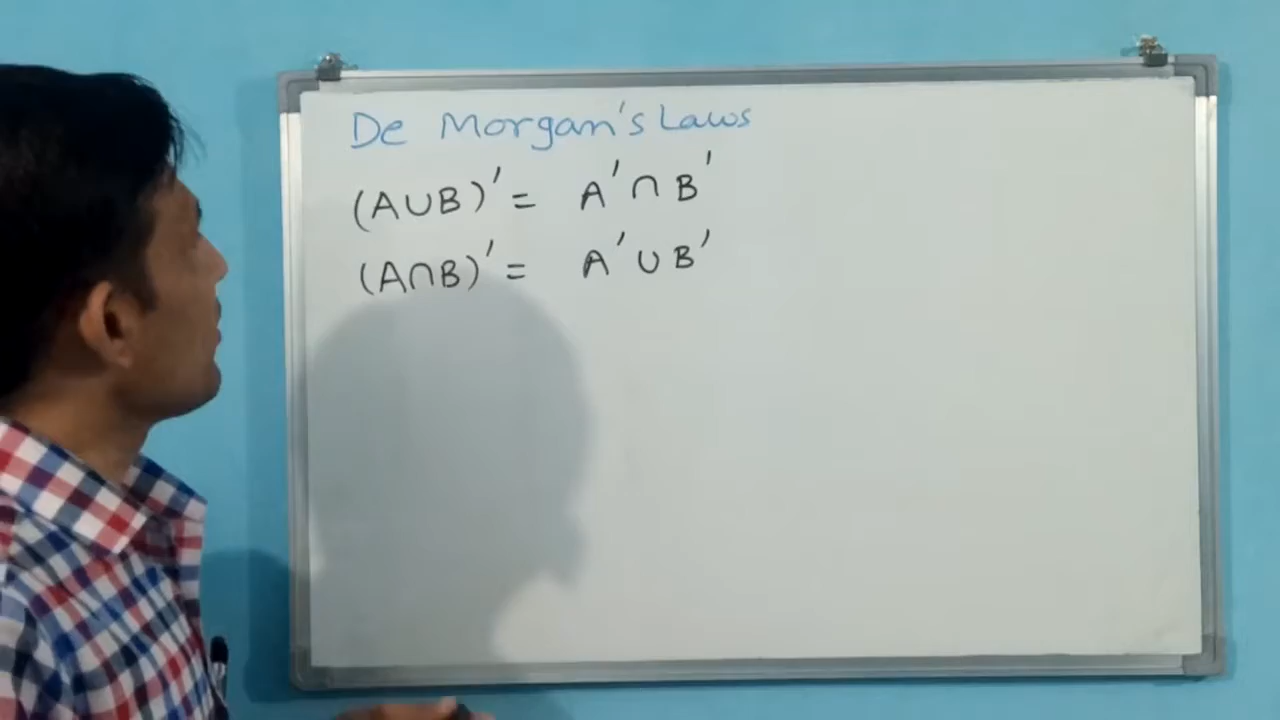 De Morgan's Laws
(A∪B)' = A'∩B'
(A∩B)' = A'∪B'